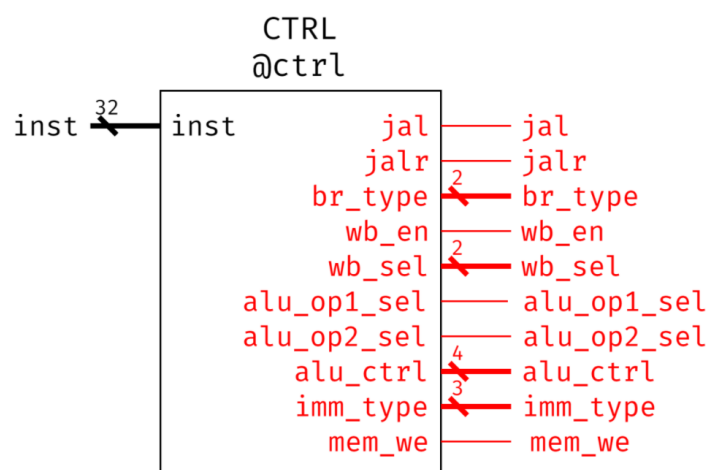 CTRL
@ctrl
inst 32 inst
jal jal
jalr jalr
br_type 2 br_type
wb_en wb_en
wb_sel 2 wb_sel
alu_op1_sel alu_op1_sel
alu_op2_sel alu_op2_sel
alu_ctrl 4 alu_ctrl
imm_type 3 imm_type
mem_we mem_we